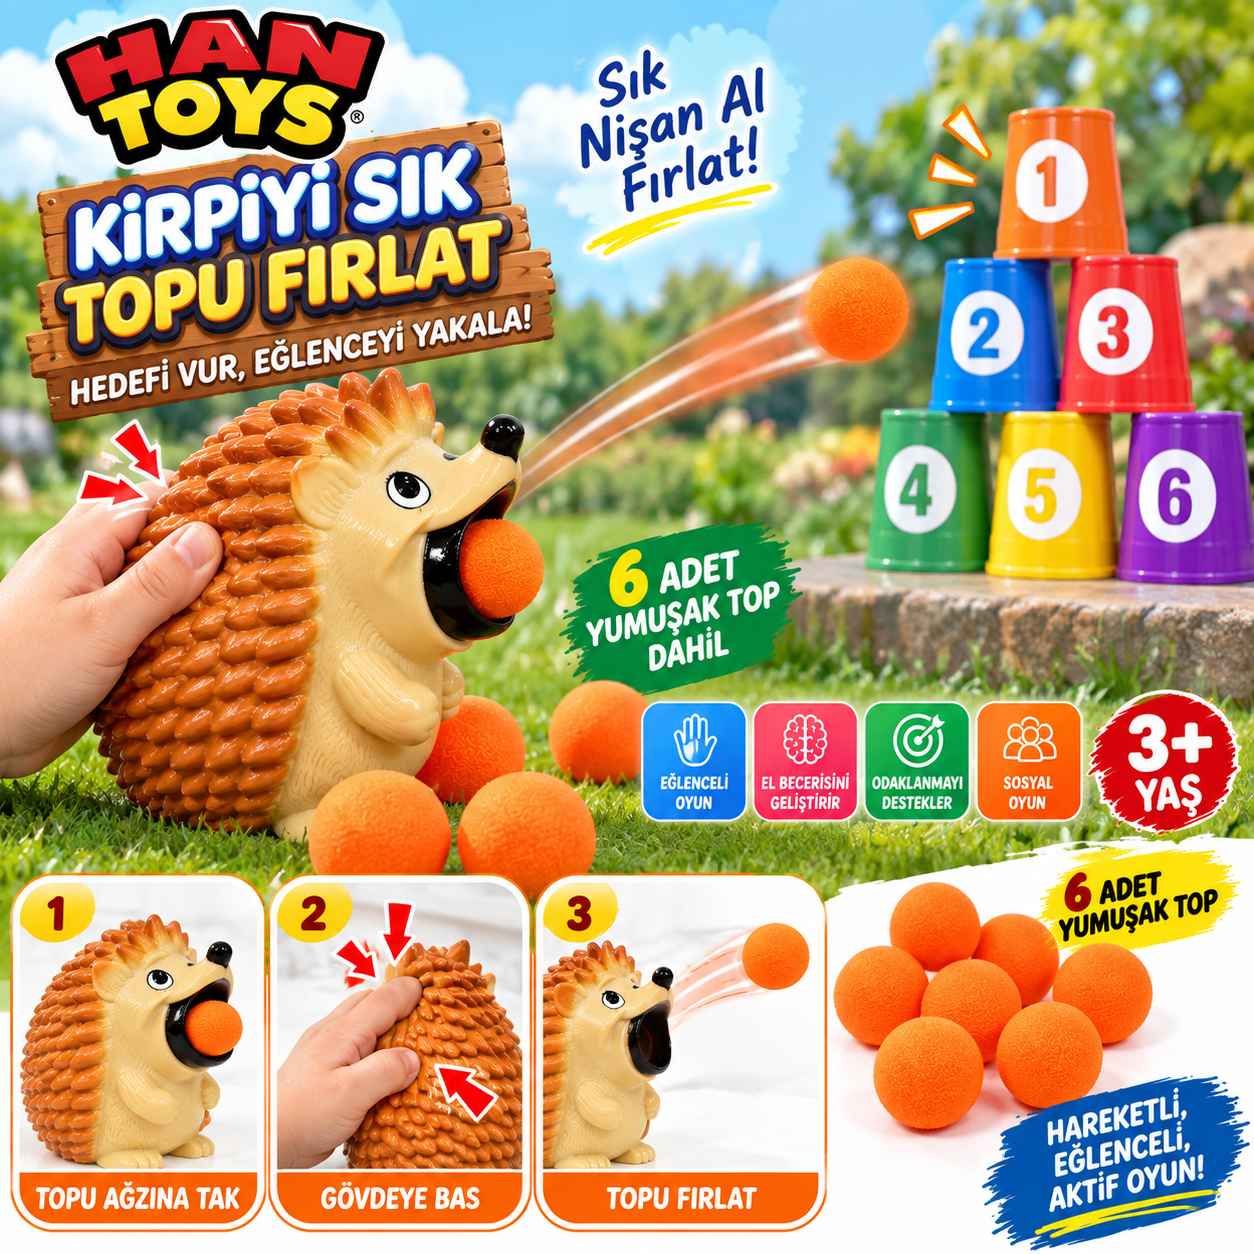 HAN
TOYS®
KİRPİYİ SIK
TOPU FIRLAT
HEDEFİ VUR, EĞLENCEYİ YAKALA!
Sık
Nişan Al
Fırlat!
1
2
3
4
5
6
6 ADET
YUMUŞAK TOP
DAHİL
EĞLENCELİ
OYUN
EL BECERİSİNİ
GELİŞTİRİR
ODAKLANMAYI
DESTEKLER
SOSYAL
OYUN
3+
YAŞ
1
TOPU AĞZINA TAK
2
GÖVDEYE BAS
3
TOPU FIRLAT
6 ADET
YUMUŞAK TOP
HAREKETLİ,
EĞLENCELİ,
AKTİF OYUN!